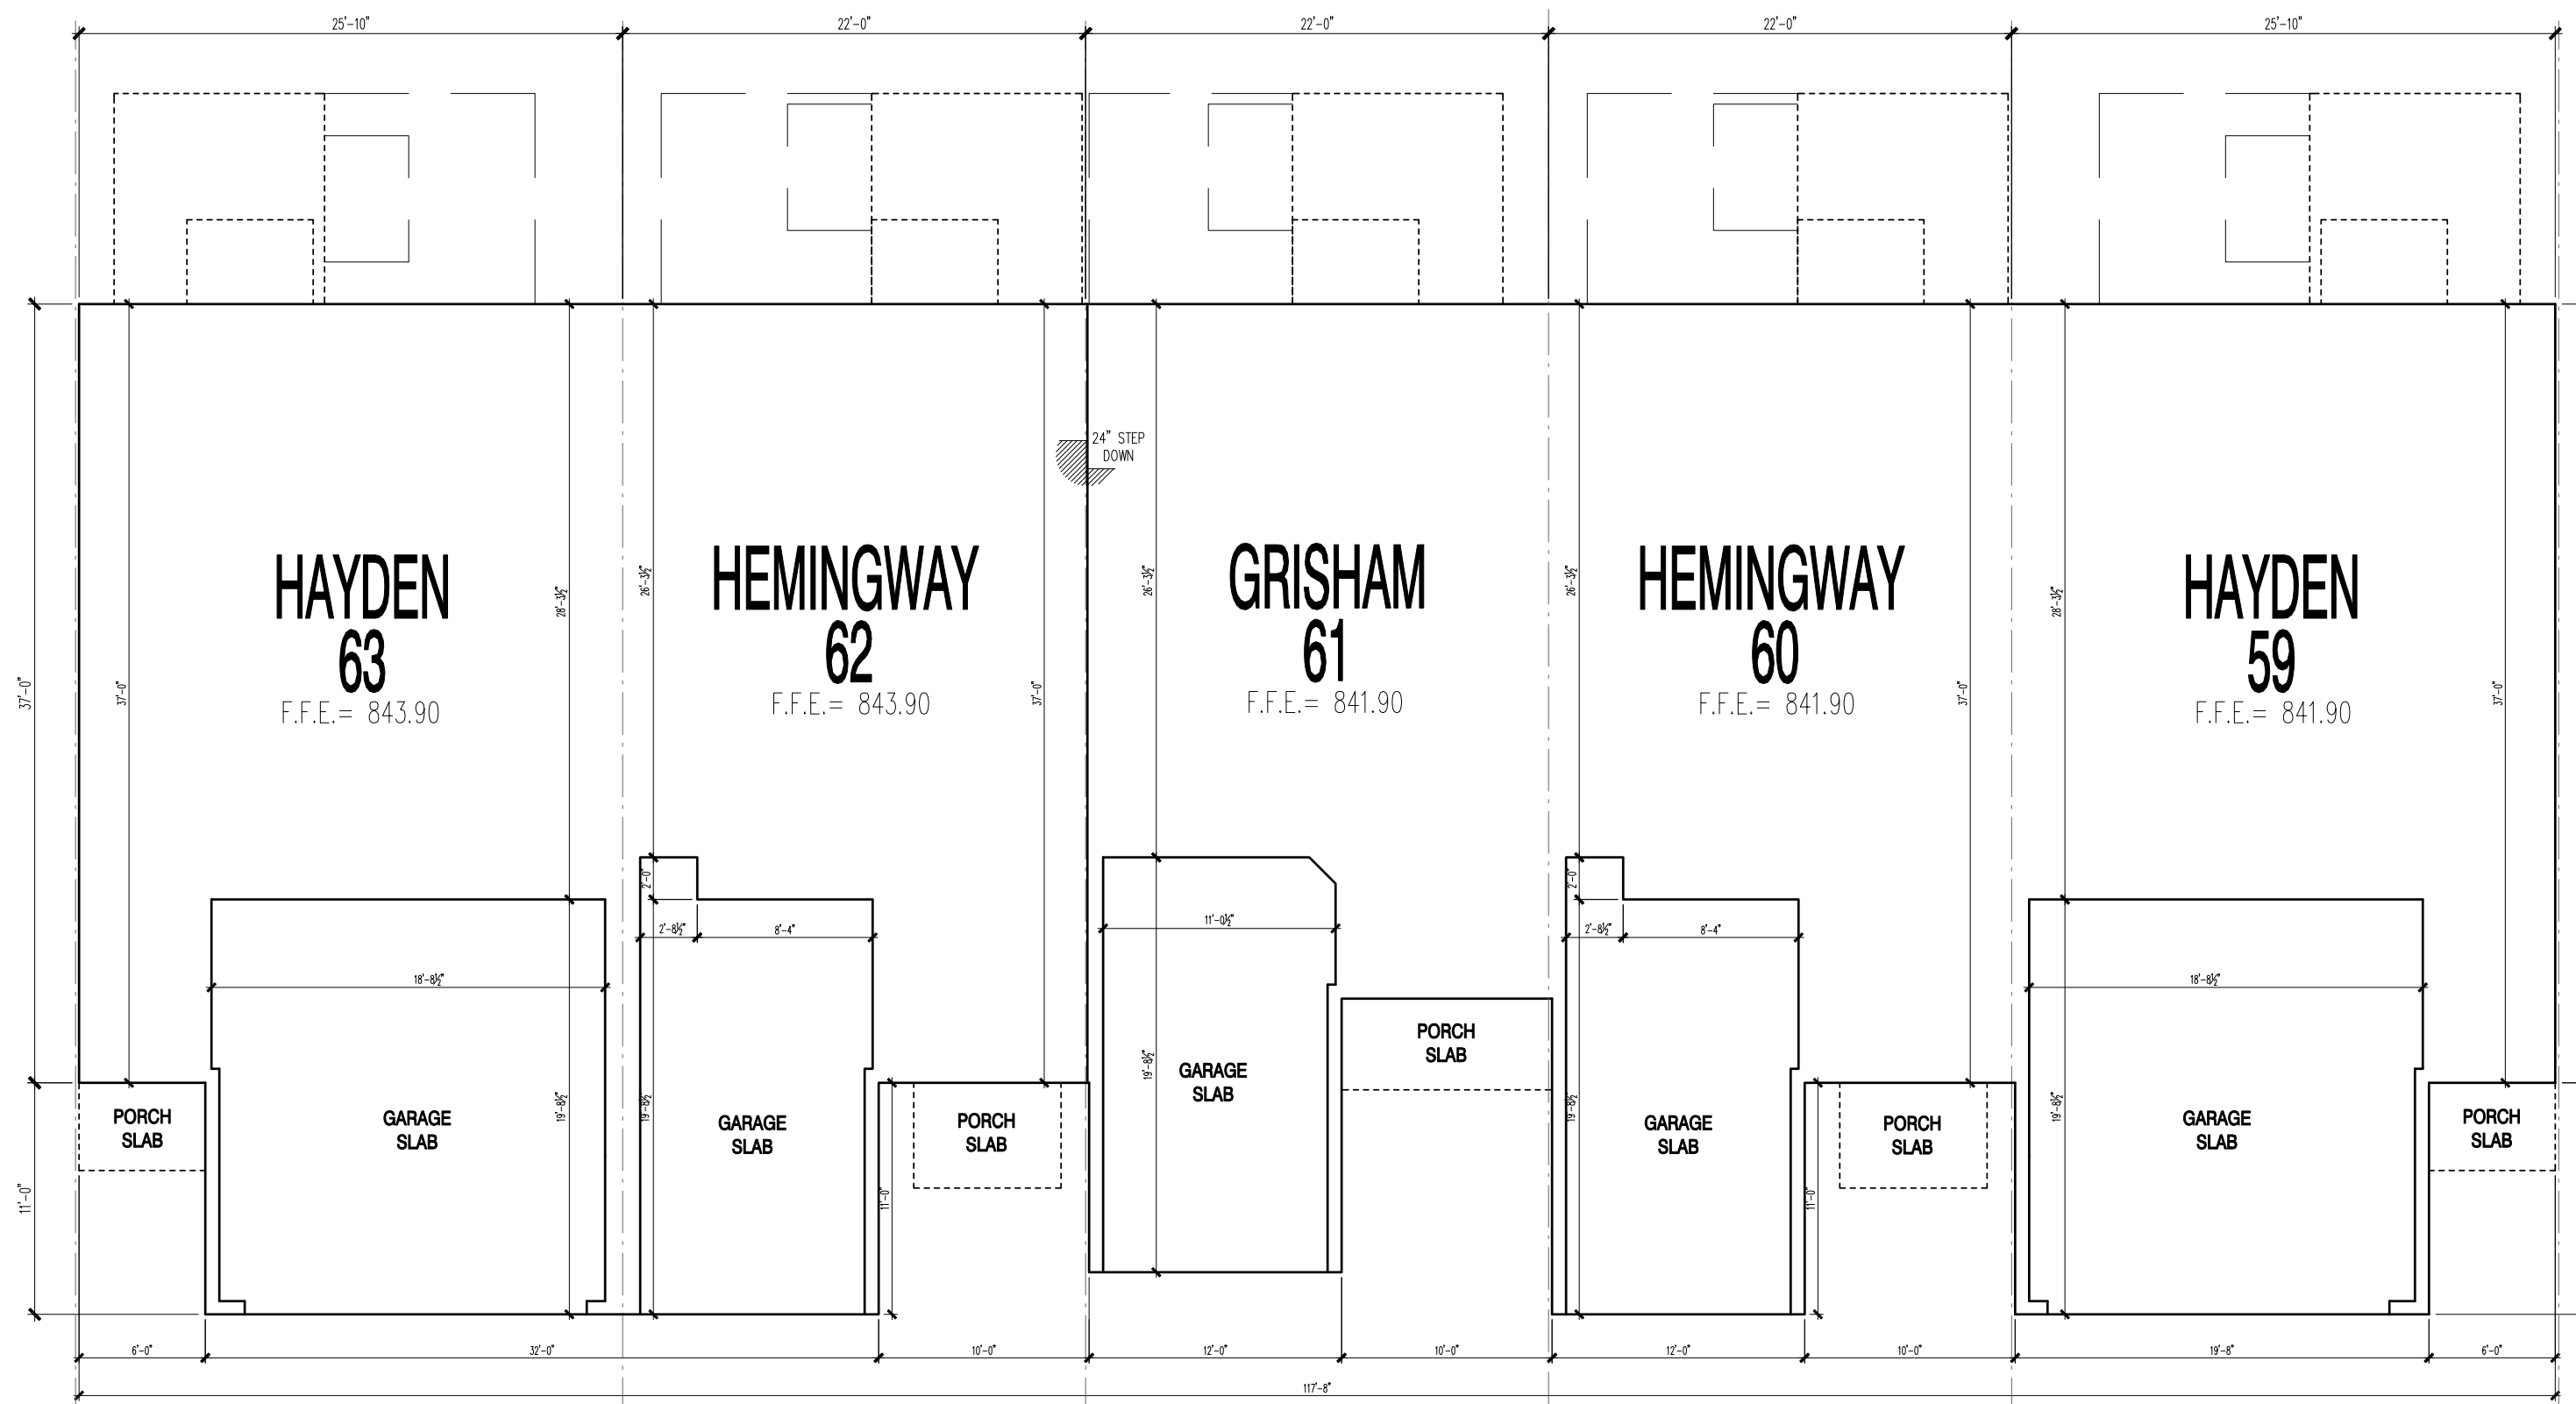 25'-10" 22'-0" 22'-0" 22'-0" 25'-10"
24" STEP
DOWN
HAYDEN
63
F.F.E.= 843.90
HEMINGWAY
62
F.F.E.= 843.90
GRISHAM
61
F.F.E.= 841.90
HEMINGWAY
60
F.F.E.= 841.90
HAYDEN
59
F.F.E.= 841.90
37'-0"
37'-0"
28'-3½"
26'-3½"
37'-0"
26'-3½"
26'-3½"
37'-0"
28'-3½"
37'-0"
2'-0"
2'-0"
2'-8½" 8'-4"
11'-0½"
2'-8½" 8'-4"
18'-8½"
18'-8½"
PORCH
SLAB
GARAGE
SLAB
19'-8½"
19'-8½"
GARAGE
SLAB
PORCH
SLAB
19'-8½"
GARAGE
SLAB
PORCH
SLAB
19'-8½"
GARAGE
SLAB
PORCH
SLAB
19'-8½"
GARAGE
SLAB
PORCH
SLAB
11'-0"
11'-0"
11'-0"
6'-0" 32'-0" 10'-0" 12'-0" 10'-0" 12'-0" 10'-0" 19'-8" 6'-0"
117'-8"